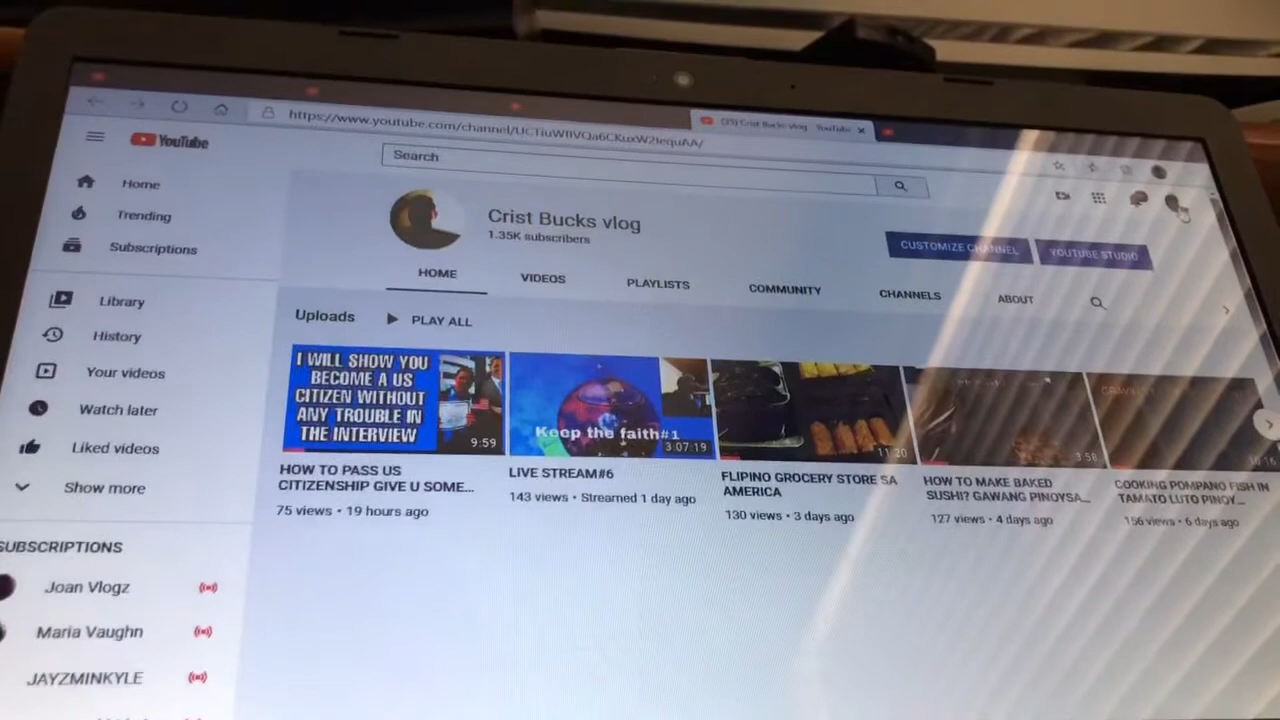 Crist Bucks vlog - YouTube
https://www.youtube.com/channel/
YouTube
Search
Home
Trending
Subscriptions
Library
History
Your videos
Watch later
Liked videos
Show more
SUBSCRIPTIONS
Joan Vlogz
Maria Vaughn
JAYZMINKYLE
Crist Bucks vlog
1.35K subscribers
CUSTOMIZE CHANNEL
YOUTUBE STUDIO
HOME
VIDEOS
PLAYLISTS
COMMUNITY
CHANNELS
ABOUT
Uploads
PLAY ALL
I WILL SHOW YOU
BECOME A US
CITIZEN WITHOUT
ANY TROUBLE IN
THE INTERVIEW
9:59
HOW TO PASS US
CITIZENSHIP GIVE U SOME...
75 views • 19 hours ago
Keep the faith#1
3:07:19
LIVE STREAM#6
143 views • Streamed 1 day ago
11:20
FLIPINO GROCERY STORE SA
AMERICA
130 views • 3 days ago
3:58
HOW TO MAKE BAKED
SUSHI? GAWANG PINOYSA...
127 views • 4 days ago
10:16
COOKING POMPANO FISH IN
TAMATO LUTO PINOY...
156 views • 6 days ago